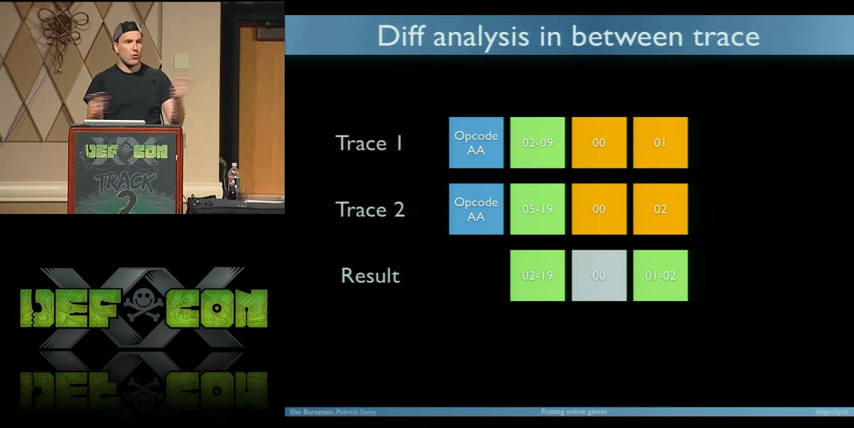 Diff analysis in between trace
DEF CON
TRACK
2
Trace 1
Opcode
AA
02-09
00
01
Trace 2
Opcode
AA
05-19
00
02
Result
02-19
00
01-02
DEF CON
Elie Bursztein, Patrick Samy
Fuzzing online games